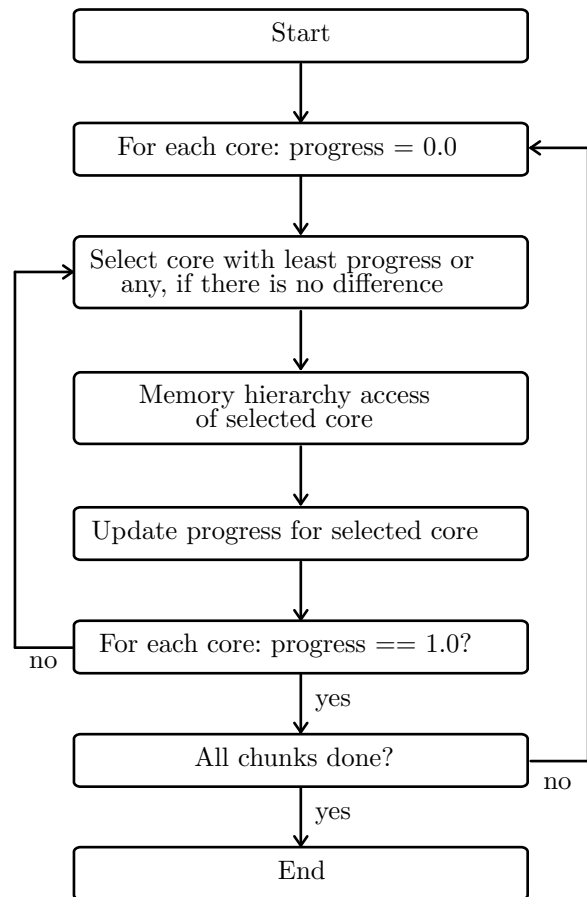 Start
For each core: progress = 0.0
Select core with least progress or
any, if there is no difference
Memory hierarchy access
of selected core
Update progress for selected core
For each core: progress == 1.0?
no
yes
All chunks done?
no
yes
End